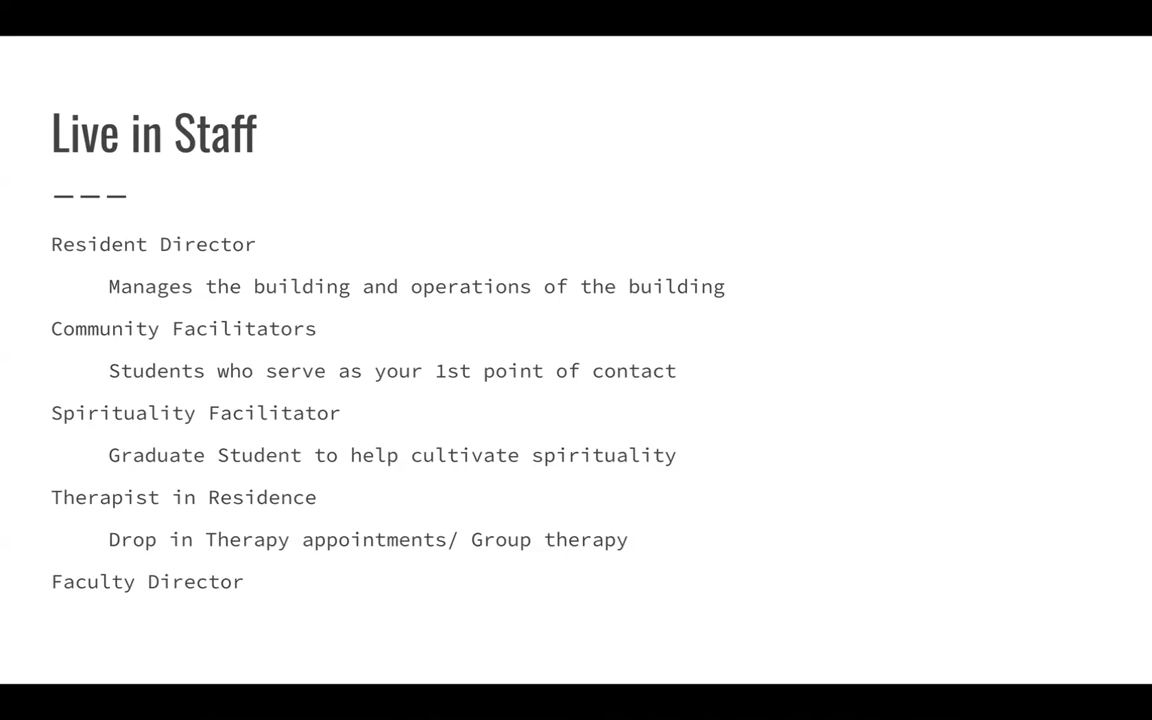 Live in Staff
Resident Director
Manages the building and operations of the building
Community Facilitators
Students who serve as your 1st point of contact
Spirituality Facilitator
Graduate Student to help cultivate spirituality
Therapist in Residence
Drop in Therapy appointments/ Group therapy
Faculty Director